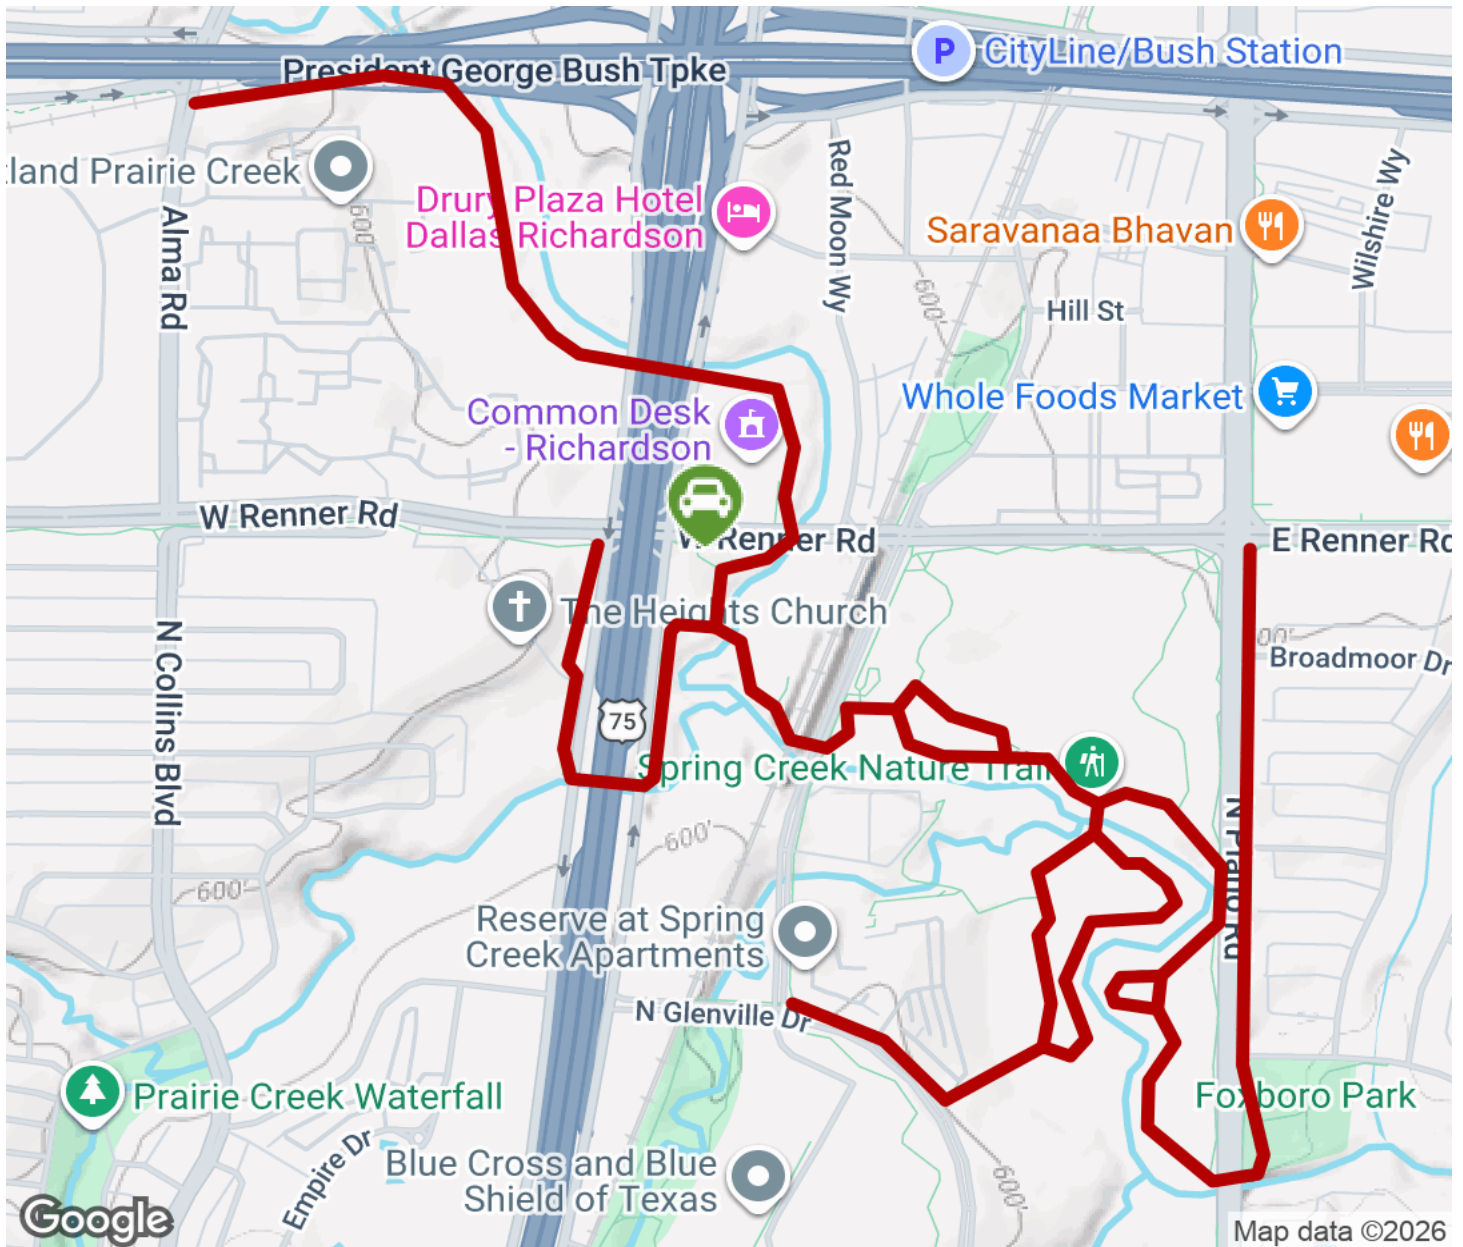 President George Bush Tpke
P
CityLine/Bush Station
tland Prairie Creek
Drury Plaza Hotel
Dallas Richardson
Red Moon Wy
Saravanaa Bhavan
Wilshire Wy
Alma Rd
600'
600'
Hill St
Whole Foods Market
Common Desk
- Richardson
W Renner Rd
W Renner Rd
E Renner Rd
The Heights Church
N Collins Blvd
75
00'
Broadmoor Dr
Spring Creek Nature Trail
600'
600'
N Plano Rd
Reserve at Spring
Creek Apartments
N Glenville Dr
Prairie Creek Waterfall
Foxboro Park
Empire Dr
Blue Cross and Blue
Shield of Texas
600'
Google
Map data ©2026